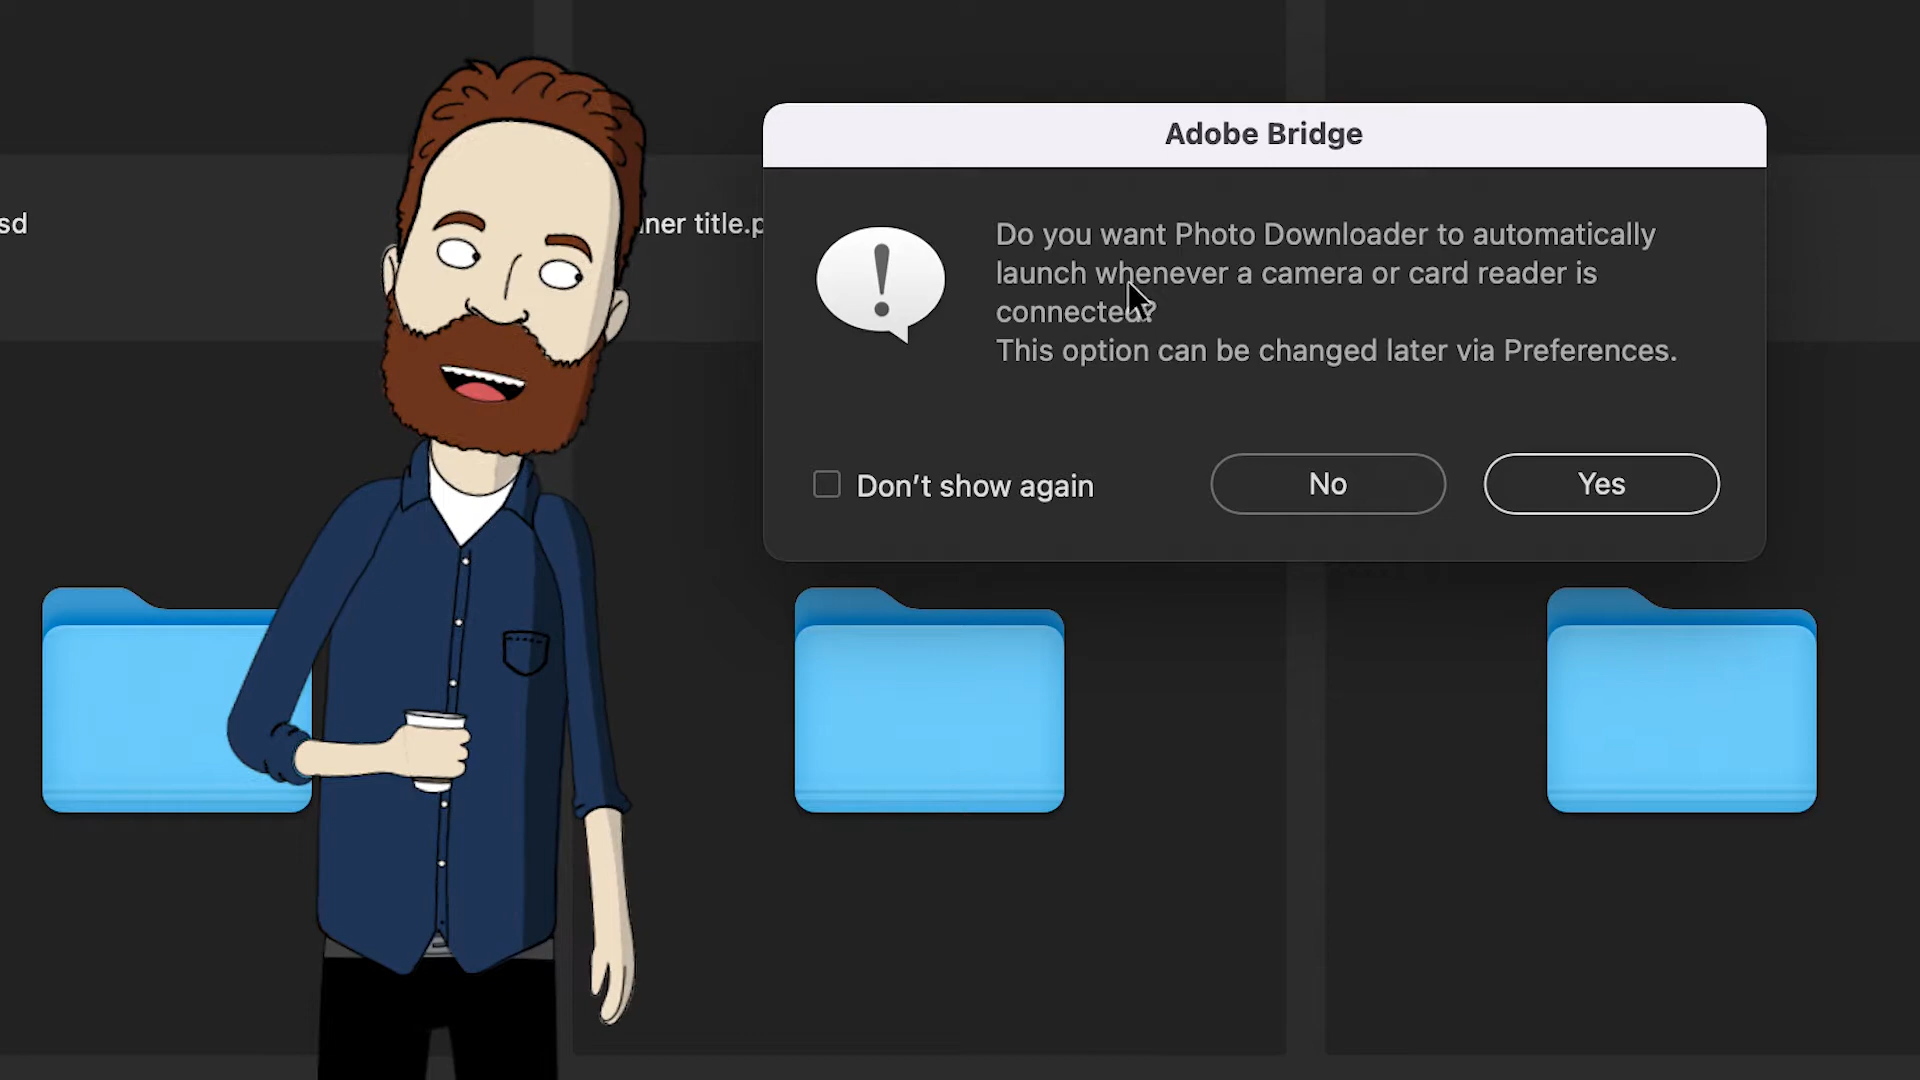 Adobe Bridge
sd
ner title.p
Do you want Photo Downloader to automatically
launch whenever a camera or card reader is
connected?
This option can be changed later via Preferences.
Don't show again
No
Yes